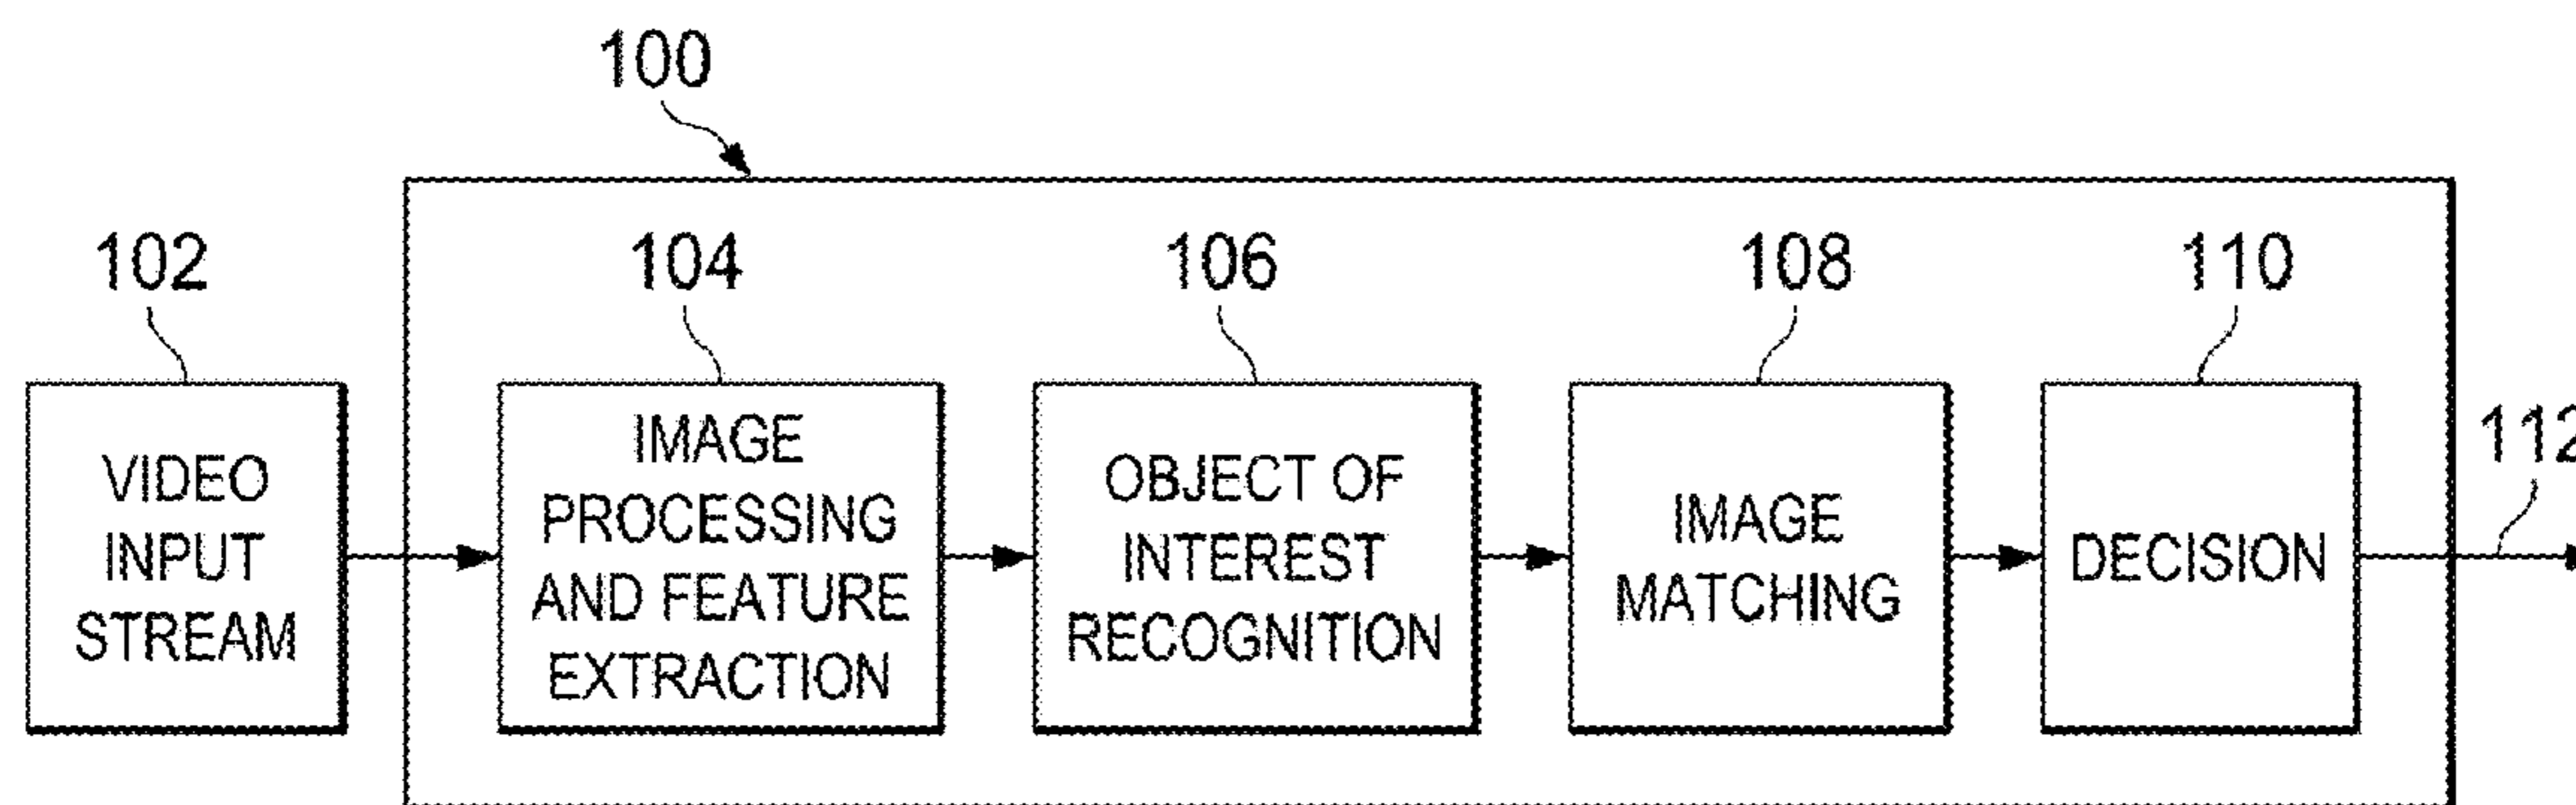 100
102
104
106
108
110
112
VIDEO
INPUT
STREAM
IMAGE
PROCESSING
AND FEATURE
EXTRACTION
OBJECT OF
INTEREST
RECOGNITION
IMAGE
MATCHING
DECISION